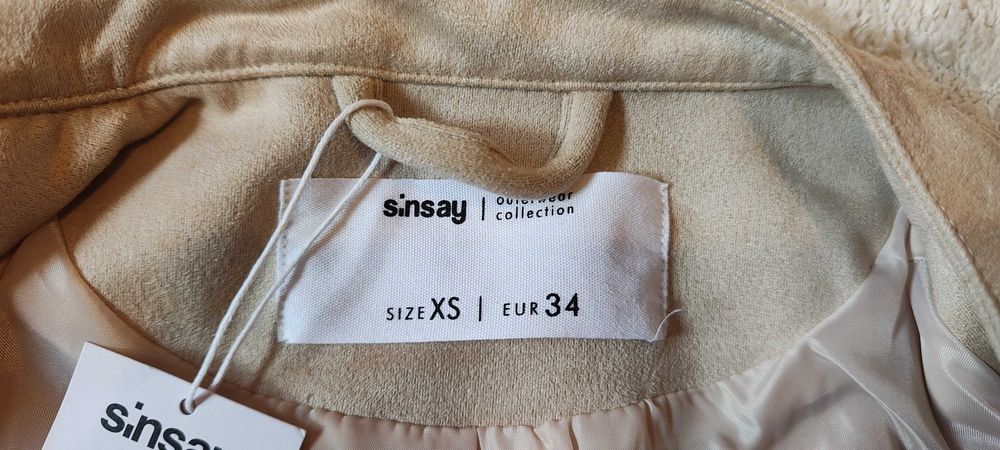 sinsay | outerwear
collection
SIZE XS | EUR 34
sinsay